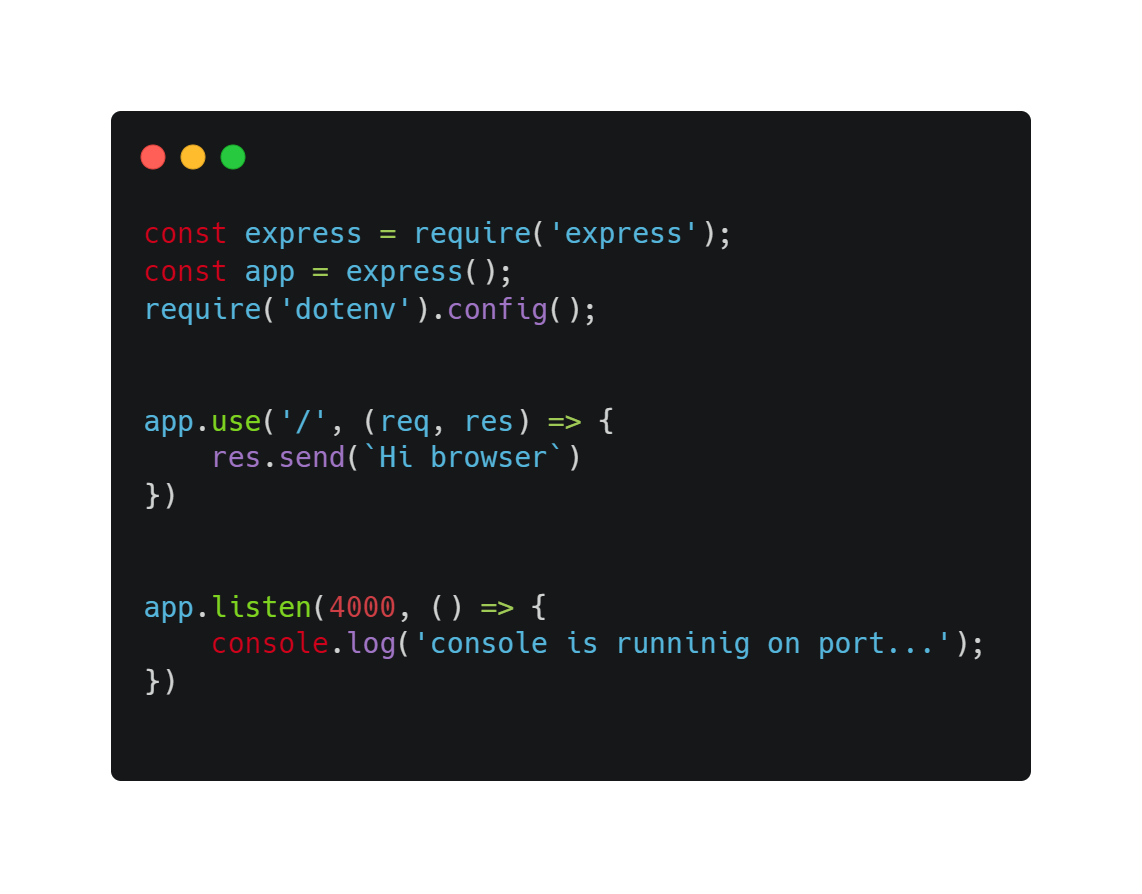 const express = require('express');
const app = express();
require('dotenv').config();
app.use('/', (req, res) => {
    res.send(`Hi browser`)
})
app.listen(4000, () => {
    console.log('console is runninig on port...');
})